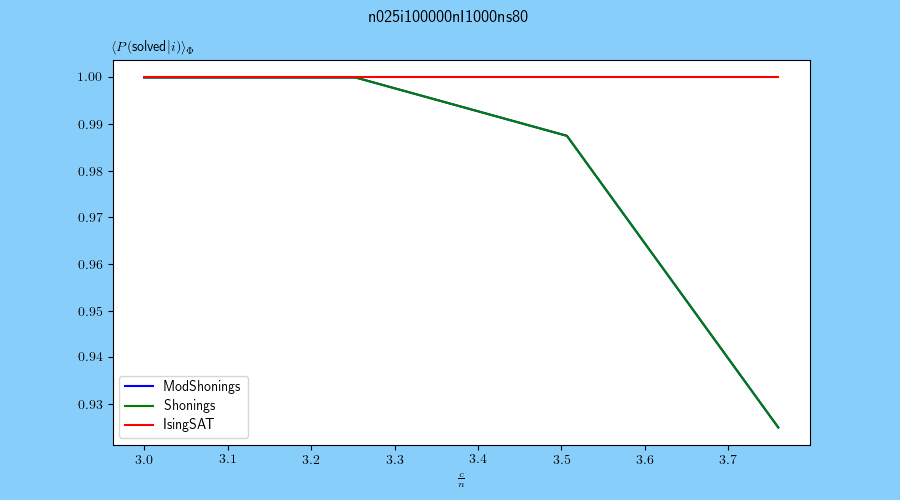 n025i100000nI1000ns80
⟨P(solved|i)⟩Φ
1.00
0.99
0.98
0.97
0.96
0.95
0.94
0.93
ModShonings
Shonings
IsingSAT
3.0 3.1 3.2 3.3 3.4 3.5 3.6 3.7
c/n